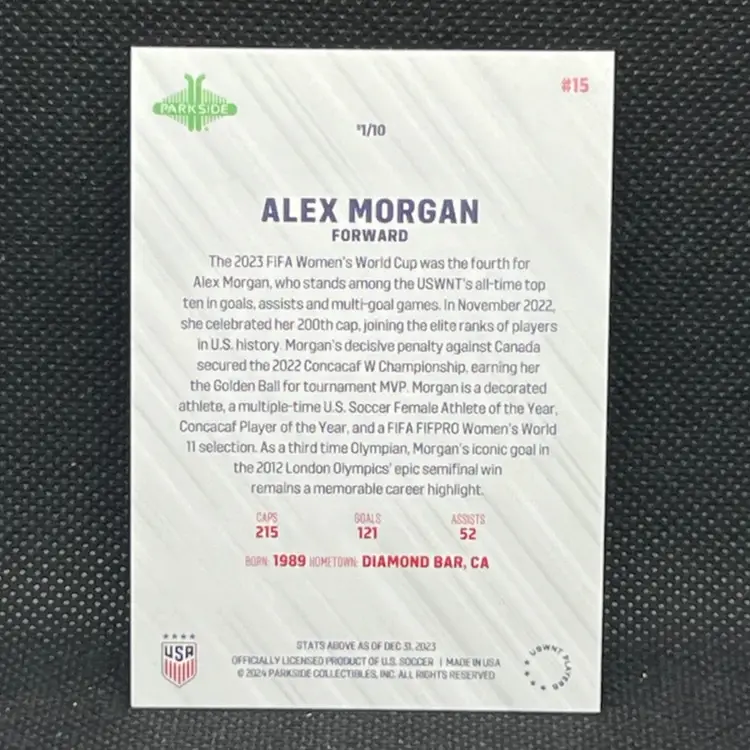 PARKSIDE
#15
#1/10
ALEX MORGAN
FORWARD
The 2023 FIFA Women's World Cup was the fourth for
Alex Morgan, who stands among the USWNT's all-time top
ten in goals, assists and multi-goal games. In November 2022,
she celebrated her 200th cap, joining the elite ranks of players
in U.S. history. Morgan's decisive penalty against Canada
secured the 2022 Concacaf W Championship, earning her
the Golden Ball for tournament MVP. Morgan is a decorated
athlete, a multiple-time U.S. Soccer Female Athlete of the Year,
Concacaf Player of the Year, and a FIFA FIFPRO Women's World
11 selection. As a third time Olympian, Morgan's iconic goal in
the 2012 London Olympics' epic semifinal win
remains a memorable career highlight.
CAPS GOALS ASSISTS
215 121 52
BORN: 1989 HOMETOWN: DIAMOND BAR, CA
USA
STATS ABOVE AS OF DEC 31, 2023
OFFICIALLY LICENSED PRODUCT OF U.S. SOCCER | MADE IN USA
© 2024 PARKSIDE COLLECTIBLES, INC. ALL RIGHTS RESERVED
USWNT PLAYERS